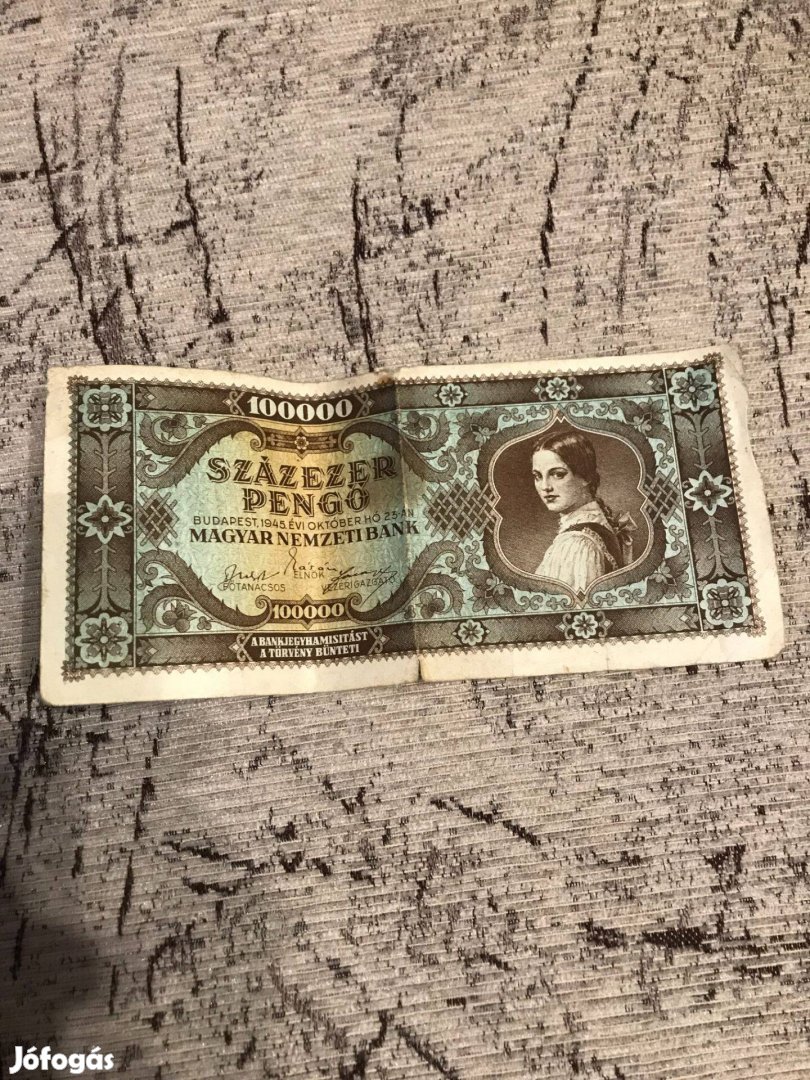 100000
SZÁZEZER
PENGŐ
BUDAPEST, 1945. ÉVI OKTÓBER HÓ 23-ÁN
MAGYAR NEMZETI BANK
ELNÖK
FŐTANÁCSOS VEZÉRIGAZGATÓ
100000
A BANKJEGYHAMISITÁST
A TÖRVÉNY BÜNTETI
Jófogás